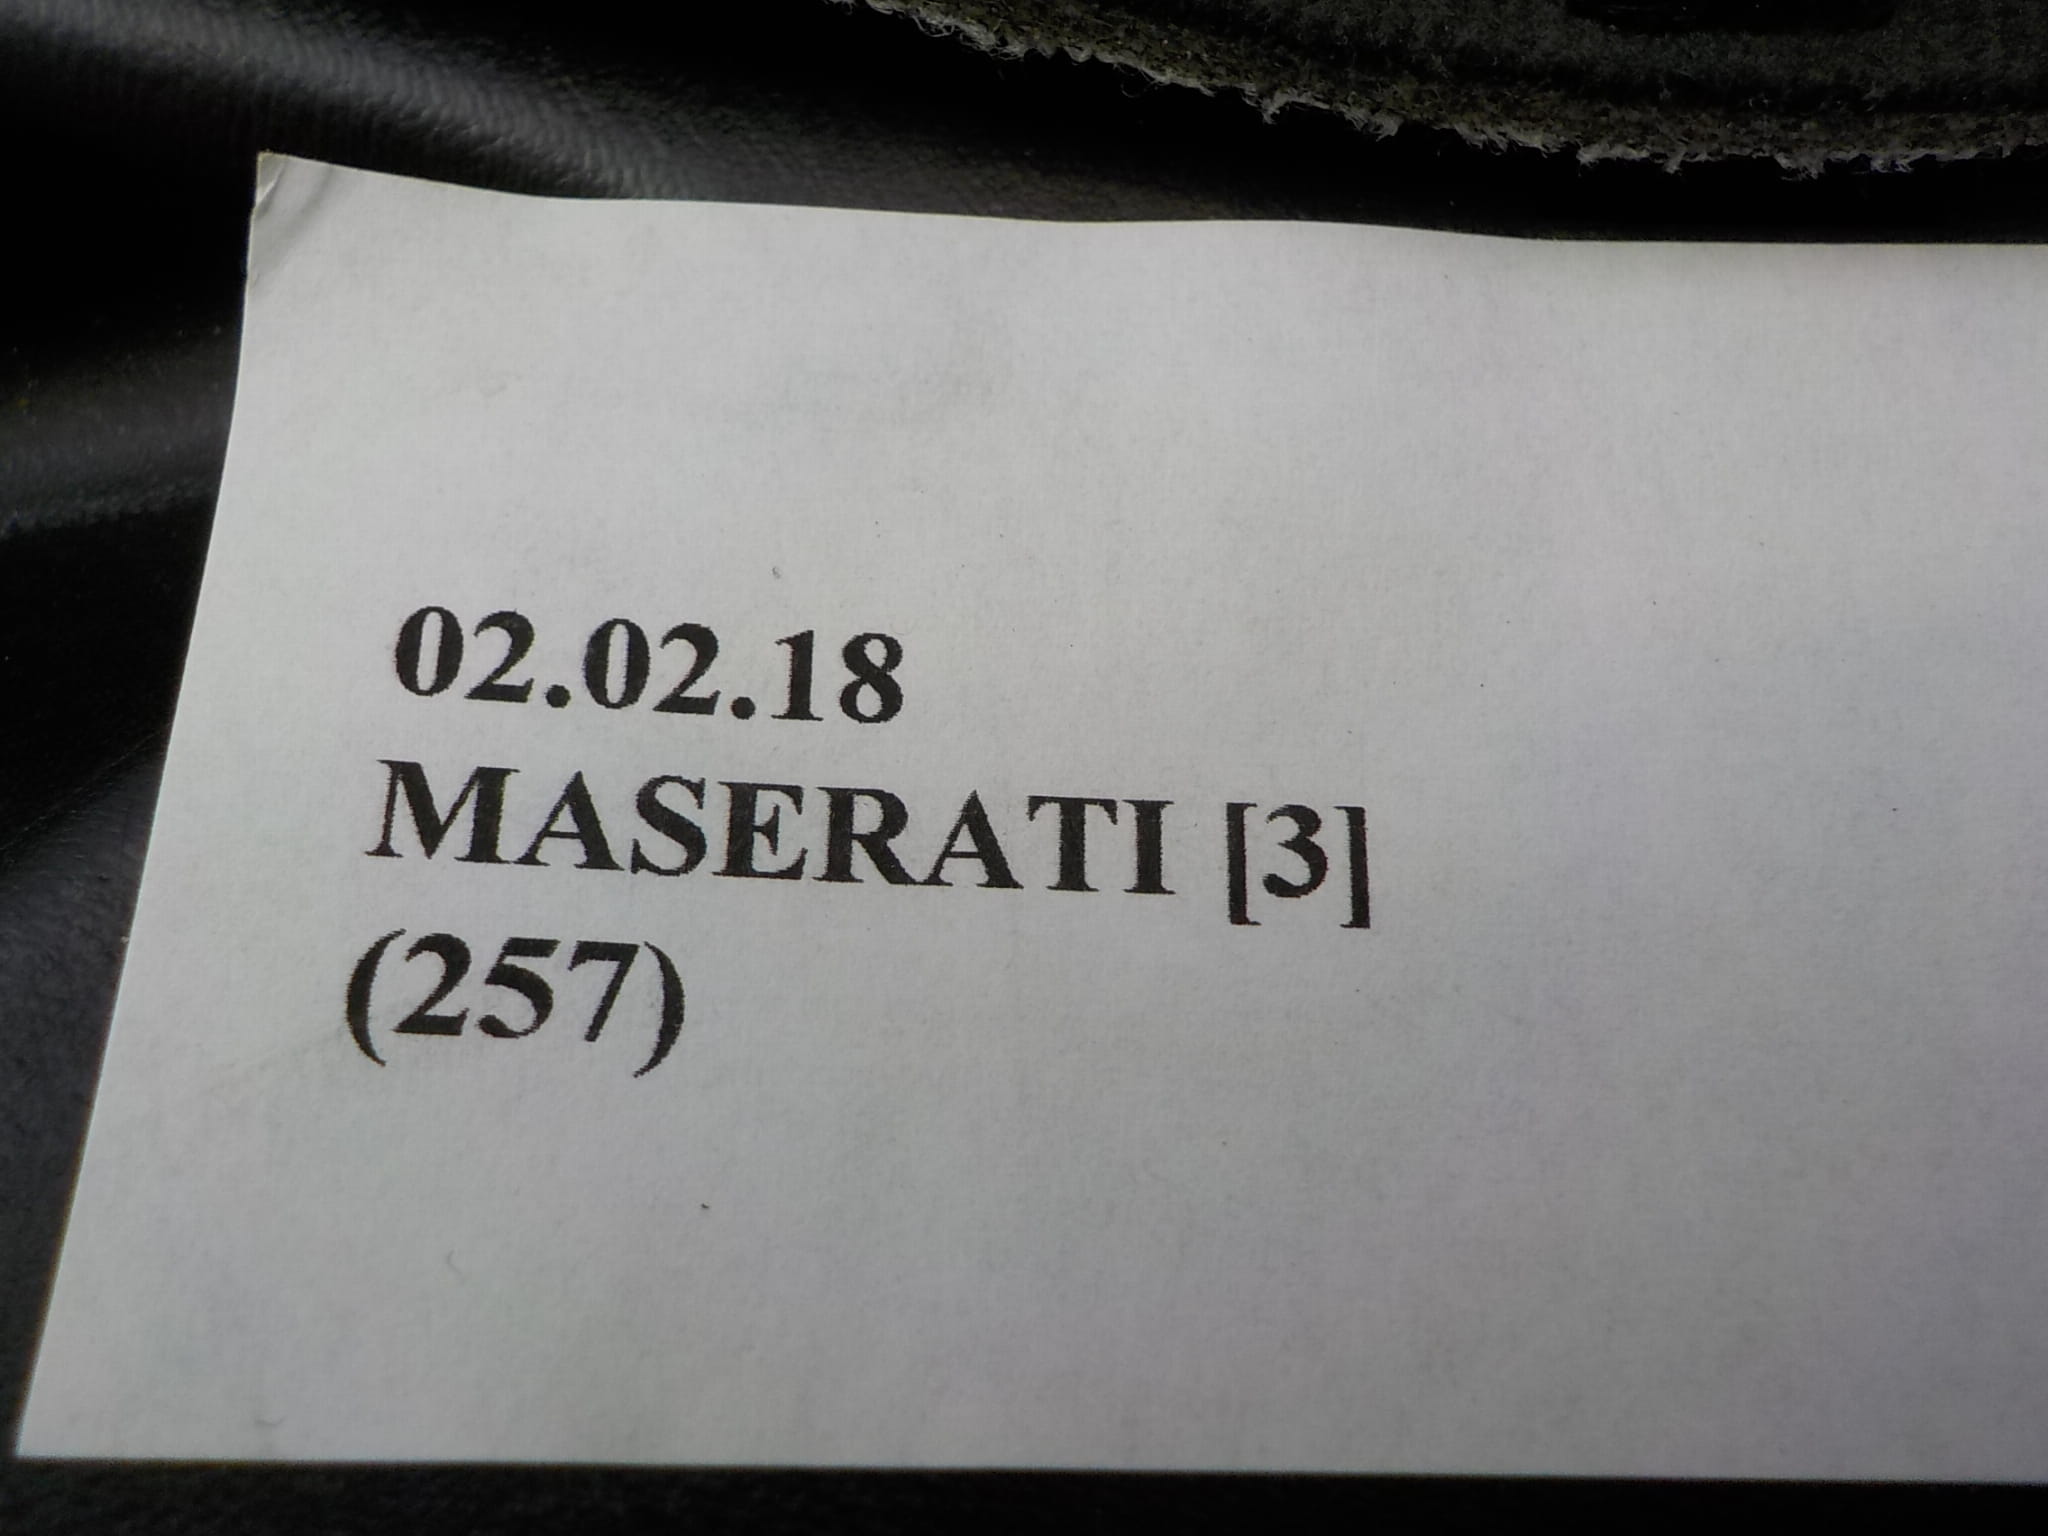 02.02.18
MASERATI [3]
(257)